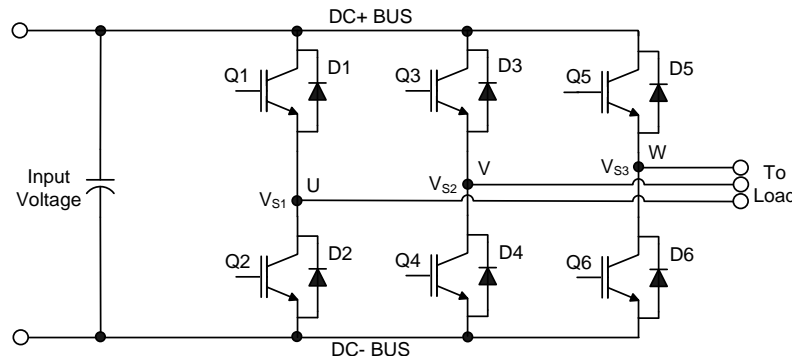 DC+ BUS
Q1
D1
Q3
D3
Q5
D5
Input
Voltage
VS1
U
VS2
V
VS3
W
To
Load
Q2
D2
Q4
D4
Q6
D6
DC- BUS